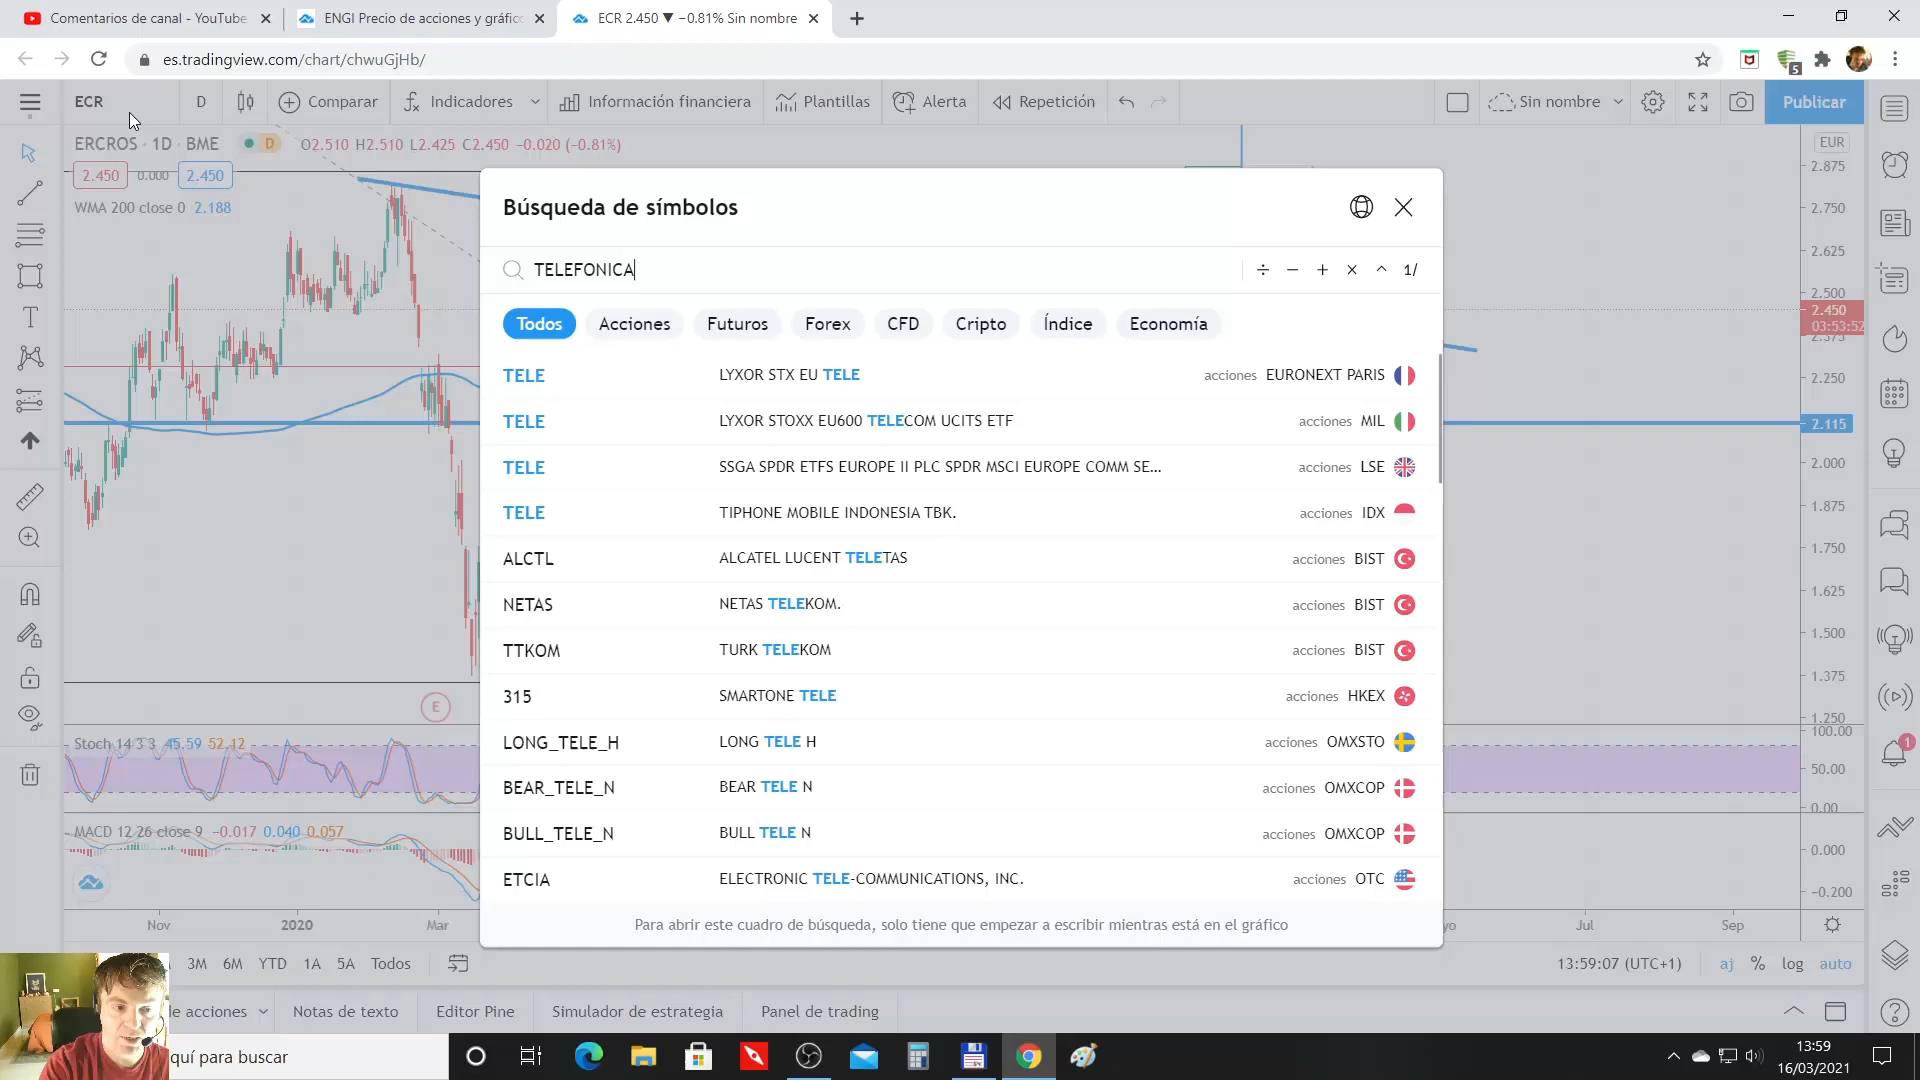 Comentarios de canal - YouTube
ENGI Precio de acciones y gráfico
ECR 2.450 ▼ −0.81% Sin nombre
es.tradingview.com/chart/chwuGjHb/
5
ECR
D
Comparar
Indicadores
Información financiera
Plantillas
Alerta
Repetición
Sin nombre
Publicar
ERCROS · 1D · BME
D
O2.510 H2.510 L2.425 C2.450 −0.020 (−0.81%)
2.450
0.000
2.450
WMA 200 close 0 2.188
EUR
2.875
2.750
2.625
2.500
2.450
03:53:52
2.375
2.250
2.115
2.000
1.875
1.750
1.625
1.500
1.375
1.250
Búsqueda de símbolos
TELEFONICA
÷ − + × ^ 1/
Todos
Acciones
Futuros
Forex
CFD
Cripto
Índice
Economía
TELE LYXOR STX EU TELE acciones EURONEXT PARIS
TELE LYXOR STOXX EU600 TELECOM UCITS ETF acciones MIL
TELE SSGA SPDR ETFS EUROPE II PLC SPDR MSCI EUROPE COMM SE... acciones LSE
TELE TIPHONE MOBILE INDONESIA TBK. acciones IDX
ALCTL ALCATEL LUCENT TELETAS acciones BIST
NETAS NETAS TELEKOM. acciones BIST
TTKOM TURK TELEKOM acciones BIST
315 SMARTONE TELE acciones HKEX
LONG_TELE_H LONG TELE H acciones OMXSTO
BEAR_TELE_N BEAR TELE N acciones OMXCOP
BULL_TELE_N BULL TELE N acciones OMXCOP
ETCIA ELECTRONIC TELE-COMMUNICATIONS, INC. acciones OTC
Para abrir este cuadro de búsqueda, solo tiene que empezar a escribir mientras está en el gráfico
E
Stoch 14 3 3 45.59 52.12
100.00
50.00
0.00
MACD 12 26 close 9 −0.017 0.040 0.057
0.000
−0.200
1
Nov
2020
Mar
yo
Jul
Sep
3M
6M
YTD
1A
5A
Todos
13:59:07 (UTC+1)
aj
%
log
auto
de acciones
Notas de texto
Editor Pine
Simulador de estrategia
Panel de trading
quí para buscar
13:59
16/03/2021